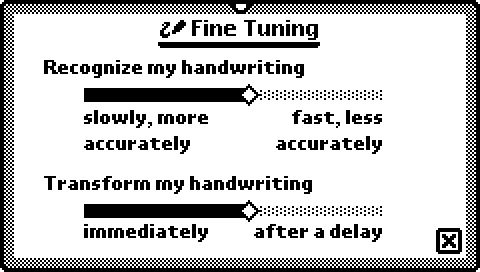 Fine Tuning
Recognize my handwriting
slowly, more fast, less
accurately accurately
Transform my handwriting
immediately after a delay